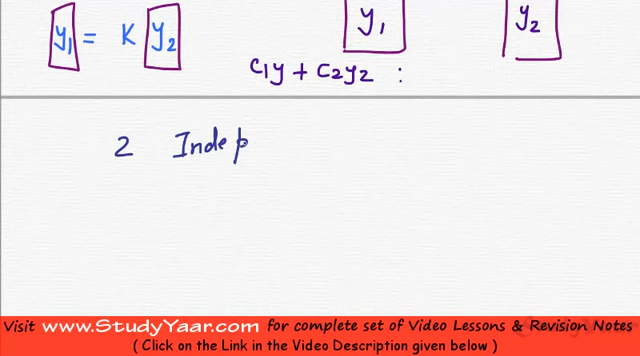 y1 = K y2 y1 y2
c1y + c2y2 :
2 Indep
Visit www.StudyYaar.com for complete set of Video Lessons & Revision Notes
( Click on the Link in the Video Description given below )